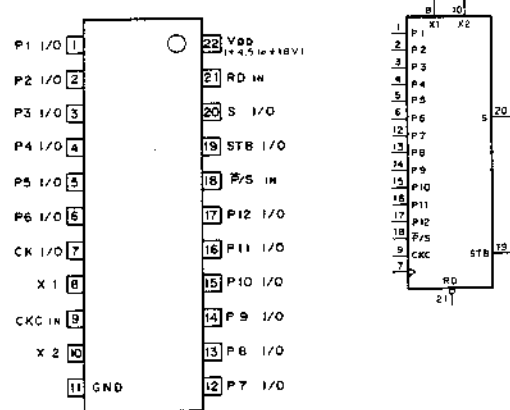 P1 I/O 1
P2 I/O 2
P3 I/O 3
P4 I/O 4
P5 I/O 5
P6 I/O 6
CK I/O 7
X 1 8
CKC IN 9
X 2 10
11 GND
22 VDD
(+4,5 to +18V)
21 RD IN
20 S I/O
19 STB I/O
18 P̅/S IN
17 P12 I/O
16 P11 I/O
15 P10 I/O
14 P 9 I/O
13 P 8 I/O
12 P 7 I/O
8 10
X1 X2
1 P1
2 P2
3 P3
4 P4
5 P5
6 P6
12 P7
13 P8
14 P9
15 P10
16 P11
17 P12
18 P̅/S
9 CKC
7
S 20
STB 19
RD
21